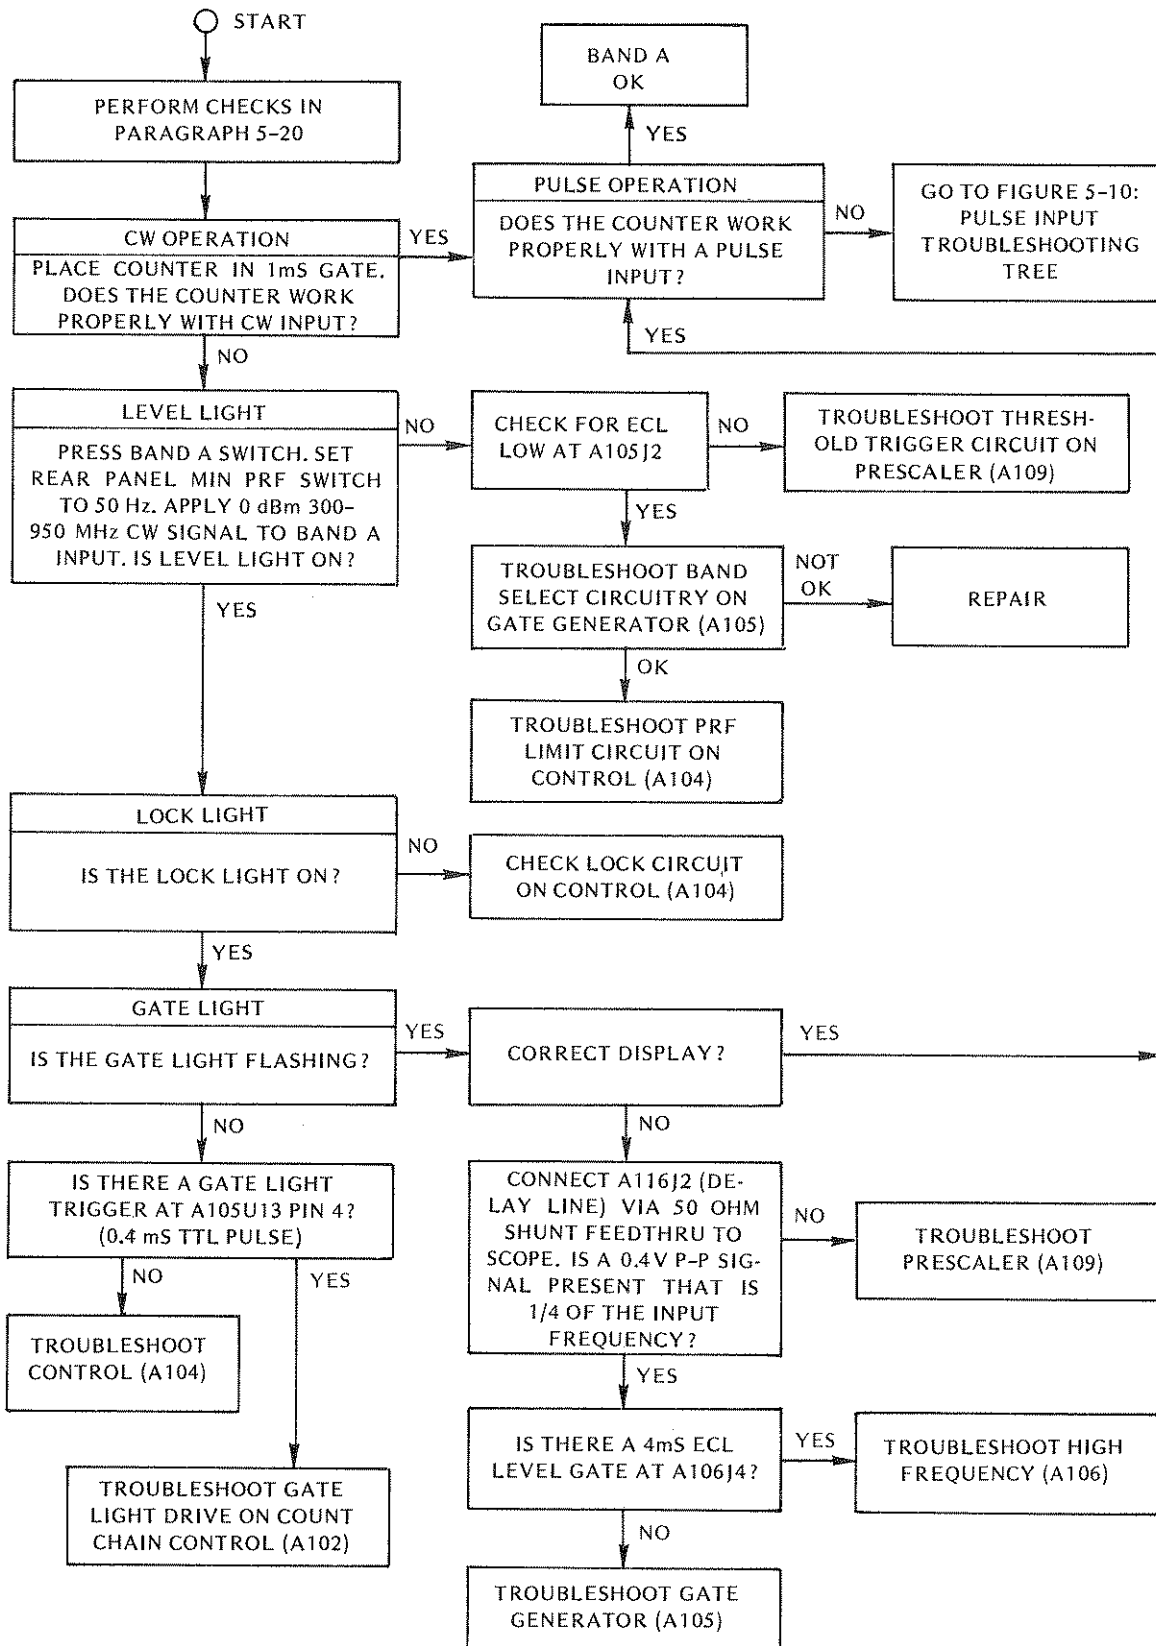 START
PERFORM CHECKS IN
PARAGRAPH 5-20
BAND A
OK
YES
CW OPERATION
PLACE COUNTER IN 1mS GATE.
DOES THE COUNTER WORK
PROPERLY WITH CW INPUT?
YES
PULSE OPERATION
DOES THE COUNTER WORK
PROPERLY WITH A PULSE
INPUT?
NO
GO TO FIGURE 5-10:
PULSE INPUT
TROUBLESHOOTING
TREE
YES
NO
LEVEL LIGHT
PRESS BAND A SWITCH. SET
REAR PANEL MIN PRF SWITCH
TO 50 Hz. APPLY 0 dBm 300-
950 MHz CW SIGNAL TO BAND A
INPUT. IS LEVEL LIGHT ON?
NO
CHECK FOR ECL
LOW AT A105J2
NO
TROUBLESHOOT THRESH-
OLD TRIGGER CIRCUIT ON
PRESCALER (A109)
YES
TROUBLESHOOT BAND
SELECT CIRCUITRY ON
GATE GENERATOR (A105)
NOT
OK
REPAIR
OK
TROUBLESHOOT PRF
LIMIT CIRCUIT ON
CONTROL (A104)
YES
LOCK LIGHT
IS THE LOCK LIGHT ON?
NO
CHECK LOCK CIRCUIT
ON CONTROL (A104)
YES
GATE LIGHT
IS THE GATE LIGHT FLASHING?
YES
CORRECT DISPLAY?
YES
NO
IS THERE A GATE LIGHT
TRIGGER AT A105U13 PIN 4?
(0.4 mS TTL PULSE)
NO
TROUBLESHOOT
CONTROL (A104)
YES
TROUBLESHOOT GATE
LIGHT DRIVE ON COUNT
CHAIN CONTROL (A102)
NO
CONNECT A116J2 (DE-
LAY LINE) VIA 50 OHM
SHUNT FEEDTHRU TO
SCOPE. IS A 0.4V P-P SIG-
NAL PRESENT THAT IS
1/4 OF THE INPUT
FREQUENCY?
NO
TROUBLESHOOT
PRESCALER (A109)
YES
IS THERE A 4mS ECL
LEVEL GATE AT A106J4?
YES
TROUBLESHOOT HIGH
FREQUENCY (A106)
NO
TROUBLESHOOT GATE
GENERATOR (A105)